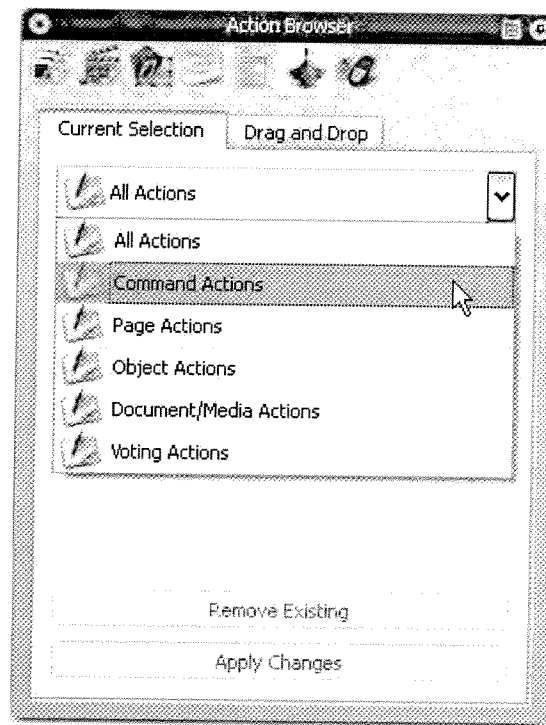 Action Browser
Current Selection
Drag and Drop
All Actions
All Actions
Command Actions
Page Actions
Object Actions
Document/Media Actions
Voting Actions
Remove Existing
Apply Changes